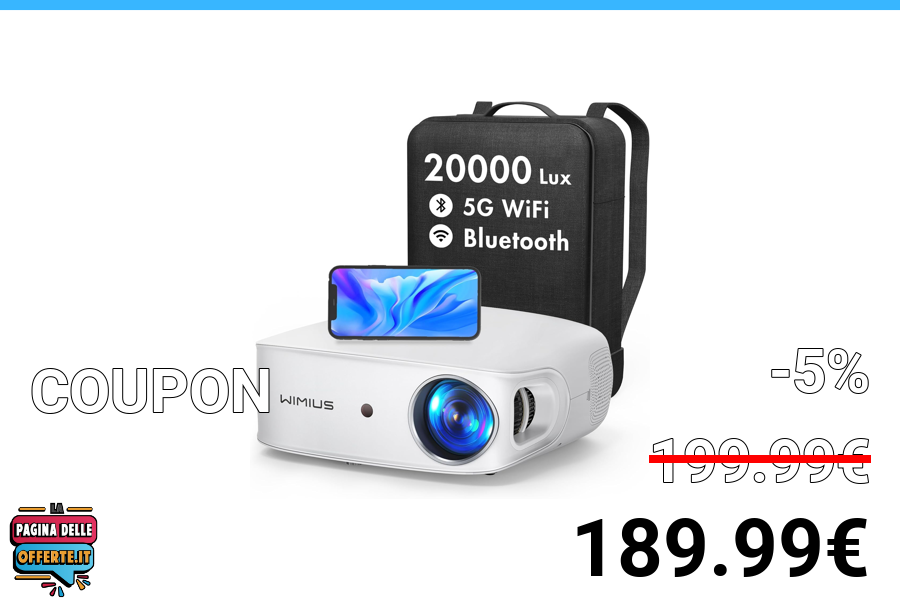 20000 Lux
5G WiFi
Bluetooth
COUPON
WIMIUS
-5%
199.99€
189.99€
LA
PAGINA DELLE
OFFERTE.IT